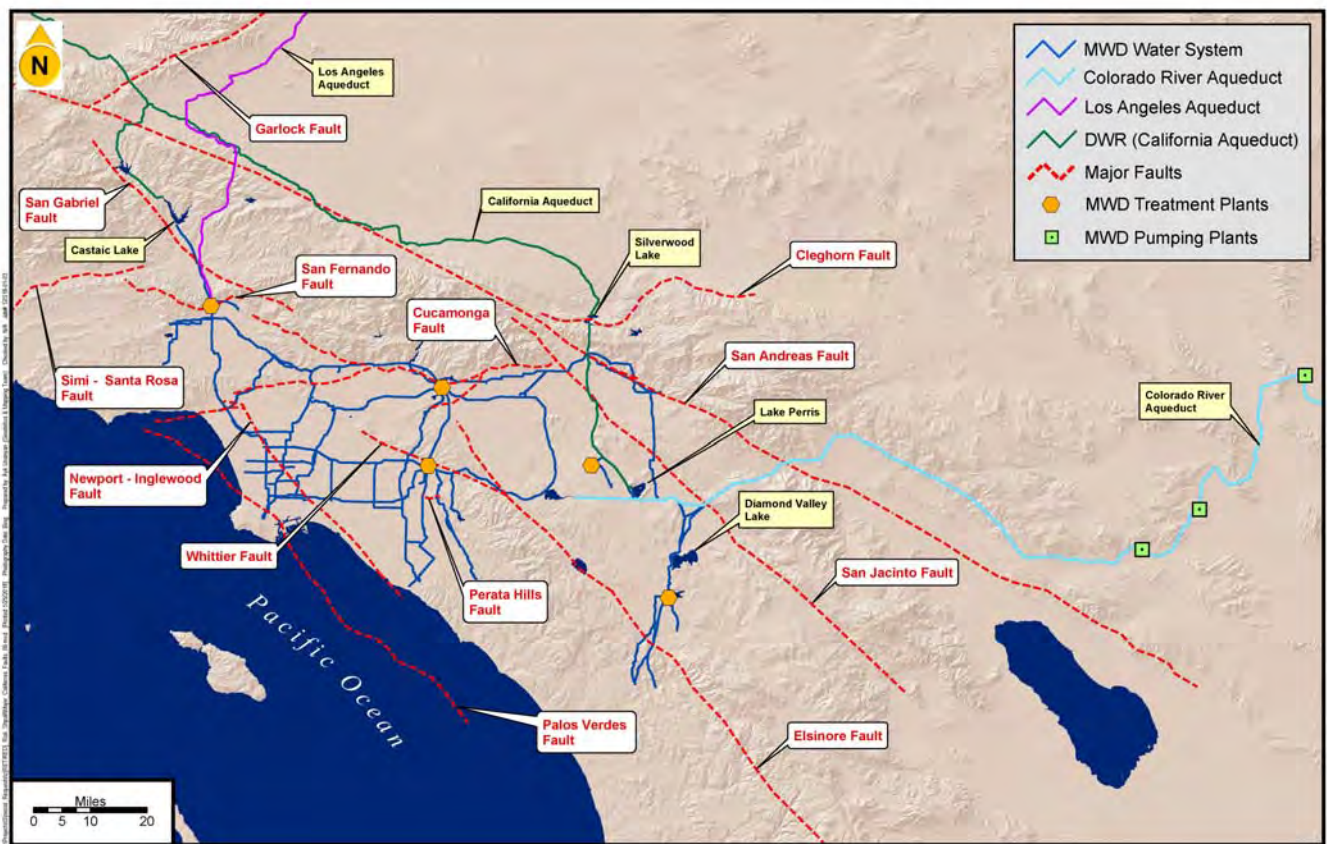 N
Los Angeles
Aqueduct
Garlock Fault
San Gabriel
Fault
Castaic Lake
California Aqueduct
Silverwood
Lake
Cleghorn Fault
San Fernando
Fault
Cucamonga
Fault
San Andreas Fault
Simi - Santa Rosa
Fault
Lake Perris
Colorado River
Aqueduct
Newport - Inglewood
Fault
Diamond Valley
Lake
Whittier Fault
Perata Hills
Fault
San Jacinto Fault
Pacific Ocean
Palos Verdes
Fault
Elsinore Fault
Miles
0 5 10 20
MWD Water System
Colorado River Aqueduct
Los Angeles Aqueduct
DWR (California Aqueduct)
Major Faults
MWD Treatment Plants
MWD Pumping Plants